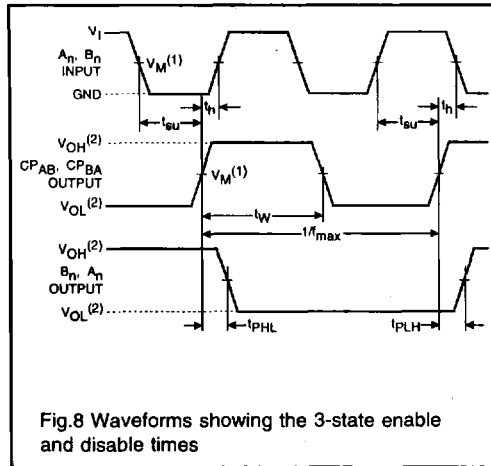 V_I
A_n, B_n
INPUT
V_M(1)
GND
t_h
t_h
t_su
t_su
V_OH(2)
CP_AB, CP_BA
OUTPUT
V_M(1)
V_OL(2)
t_W
1/f_max
V_OH(2)
B_n, A_n
OUTPUT
V_OL(2)
t_PHL
t_PLH
Fig.8 Waveforms showing the 3-state enable
and disable times